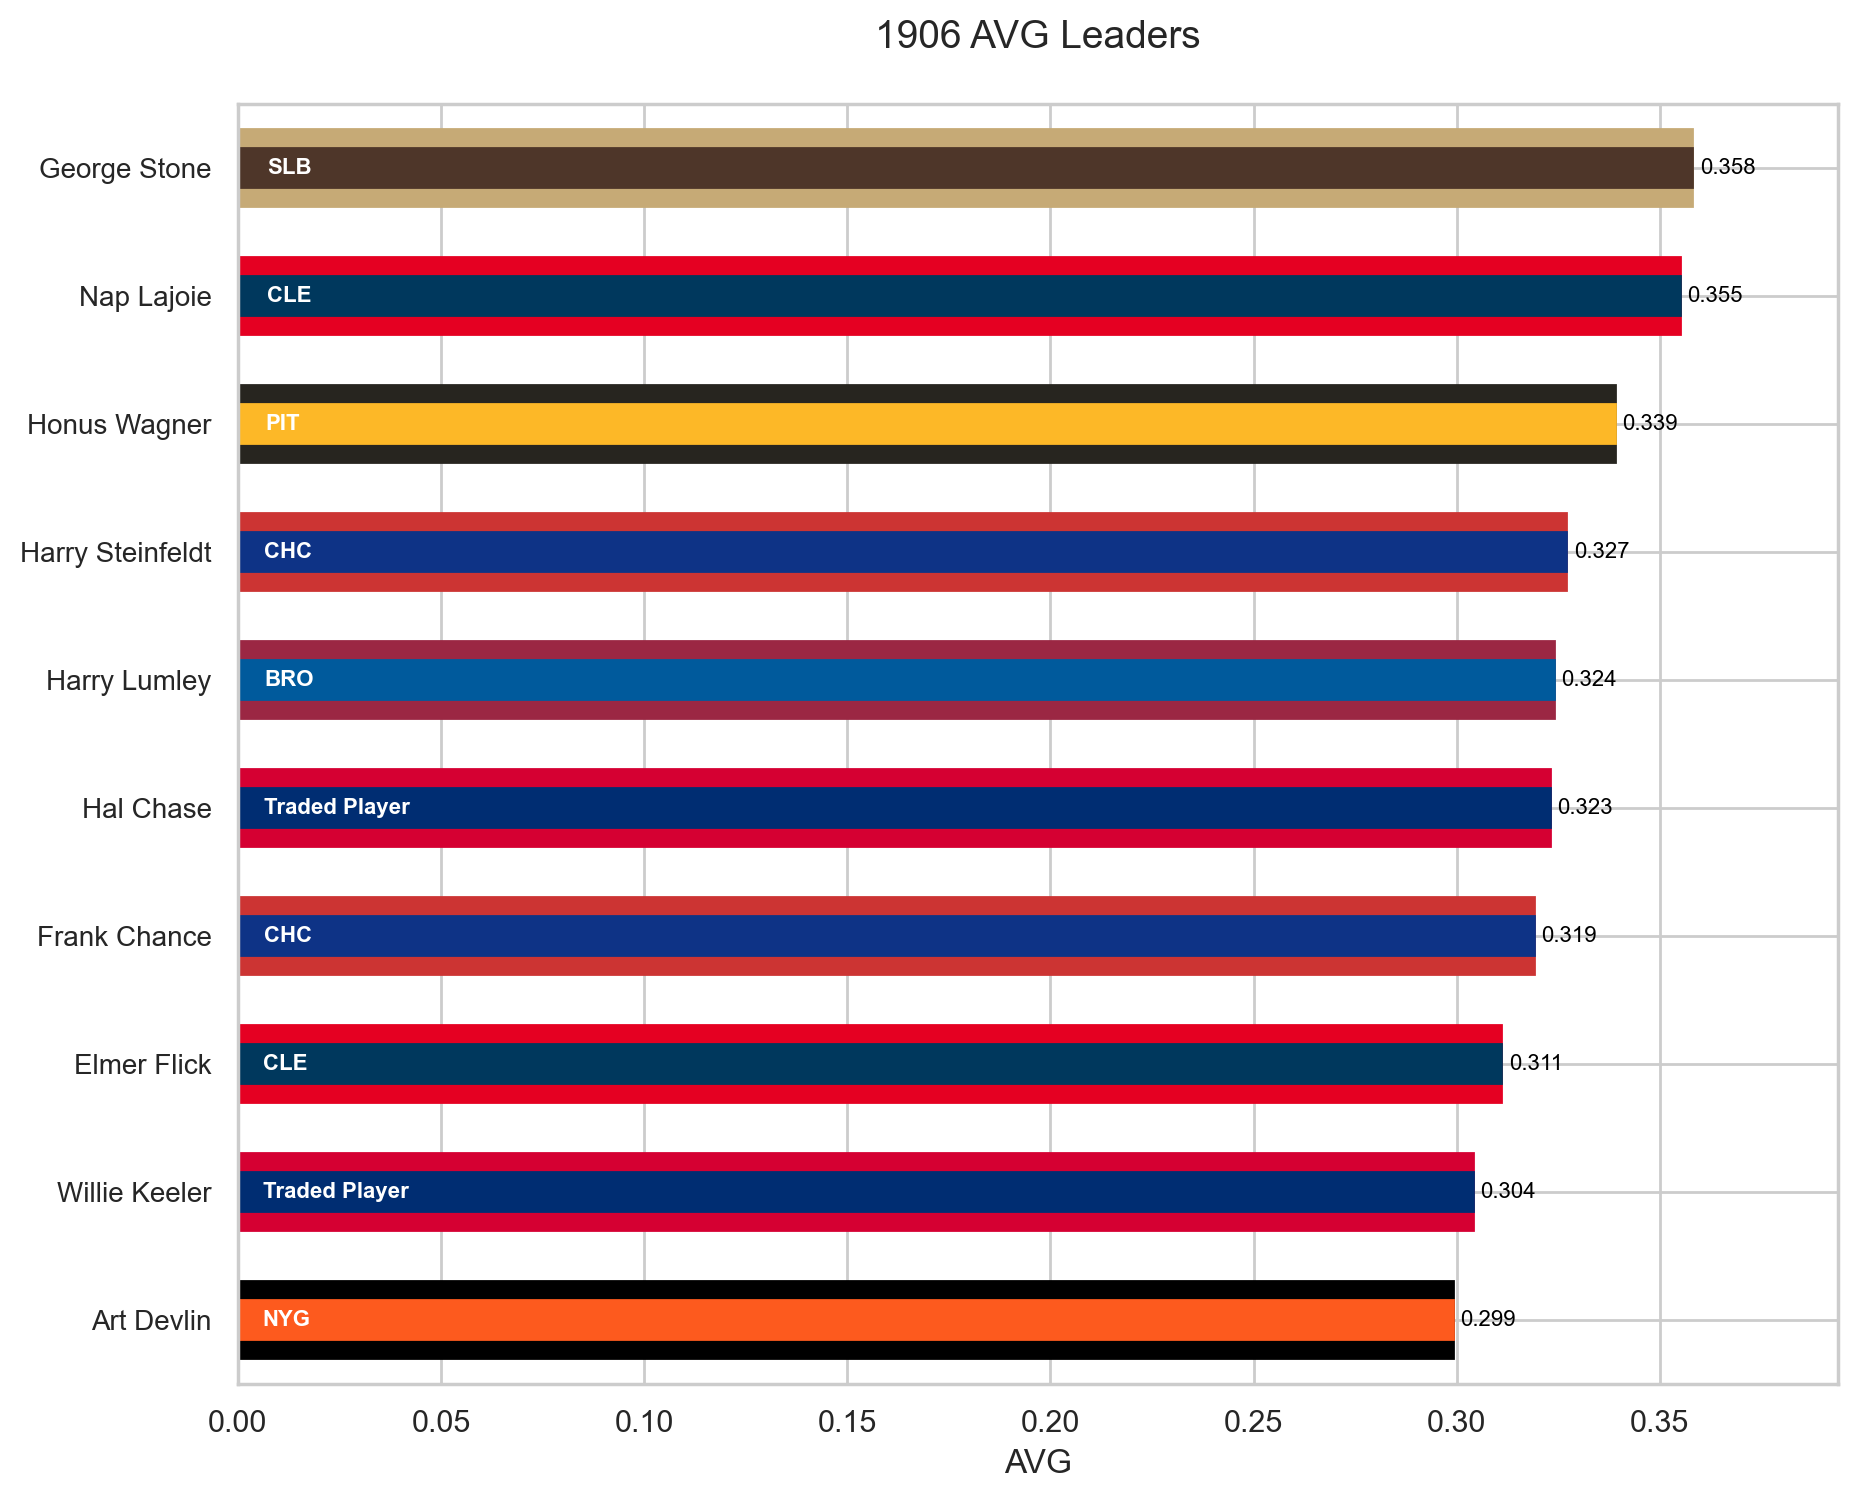 1906 AVG Leaders
George Stone SLB 0.358
Nap Lajoie CLE 0.355
Honus Wagner PIT 0.339
Harry Steinfeldt CHC 0.327
Harry Lumley BRO 0.324
Hal Chase Traded Player 0.323
Frank Chance CHC 0.319
Elmer Flick CLE 0.311
Willie Keeler Traded Player 0.304
Art Devlin NYG 0.299
0.00 0.05 0.10 0.15 0.20 0.25 0.30 0.35
AVG